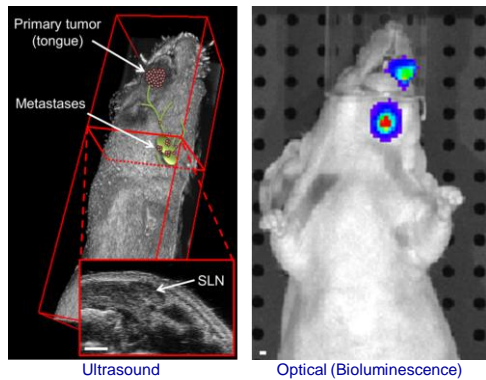 Primary tumor
(tongue)
Metastases
SLN
Ultrasound
Optical (Bioluminescence)